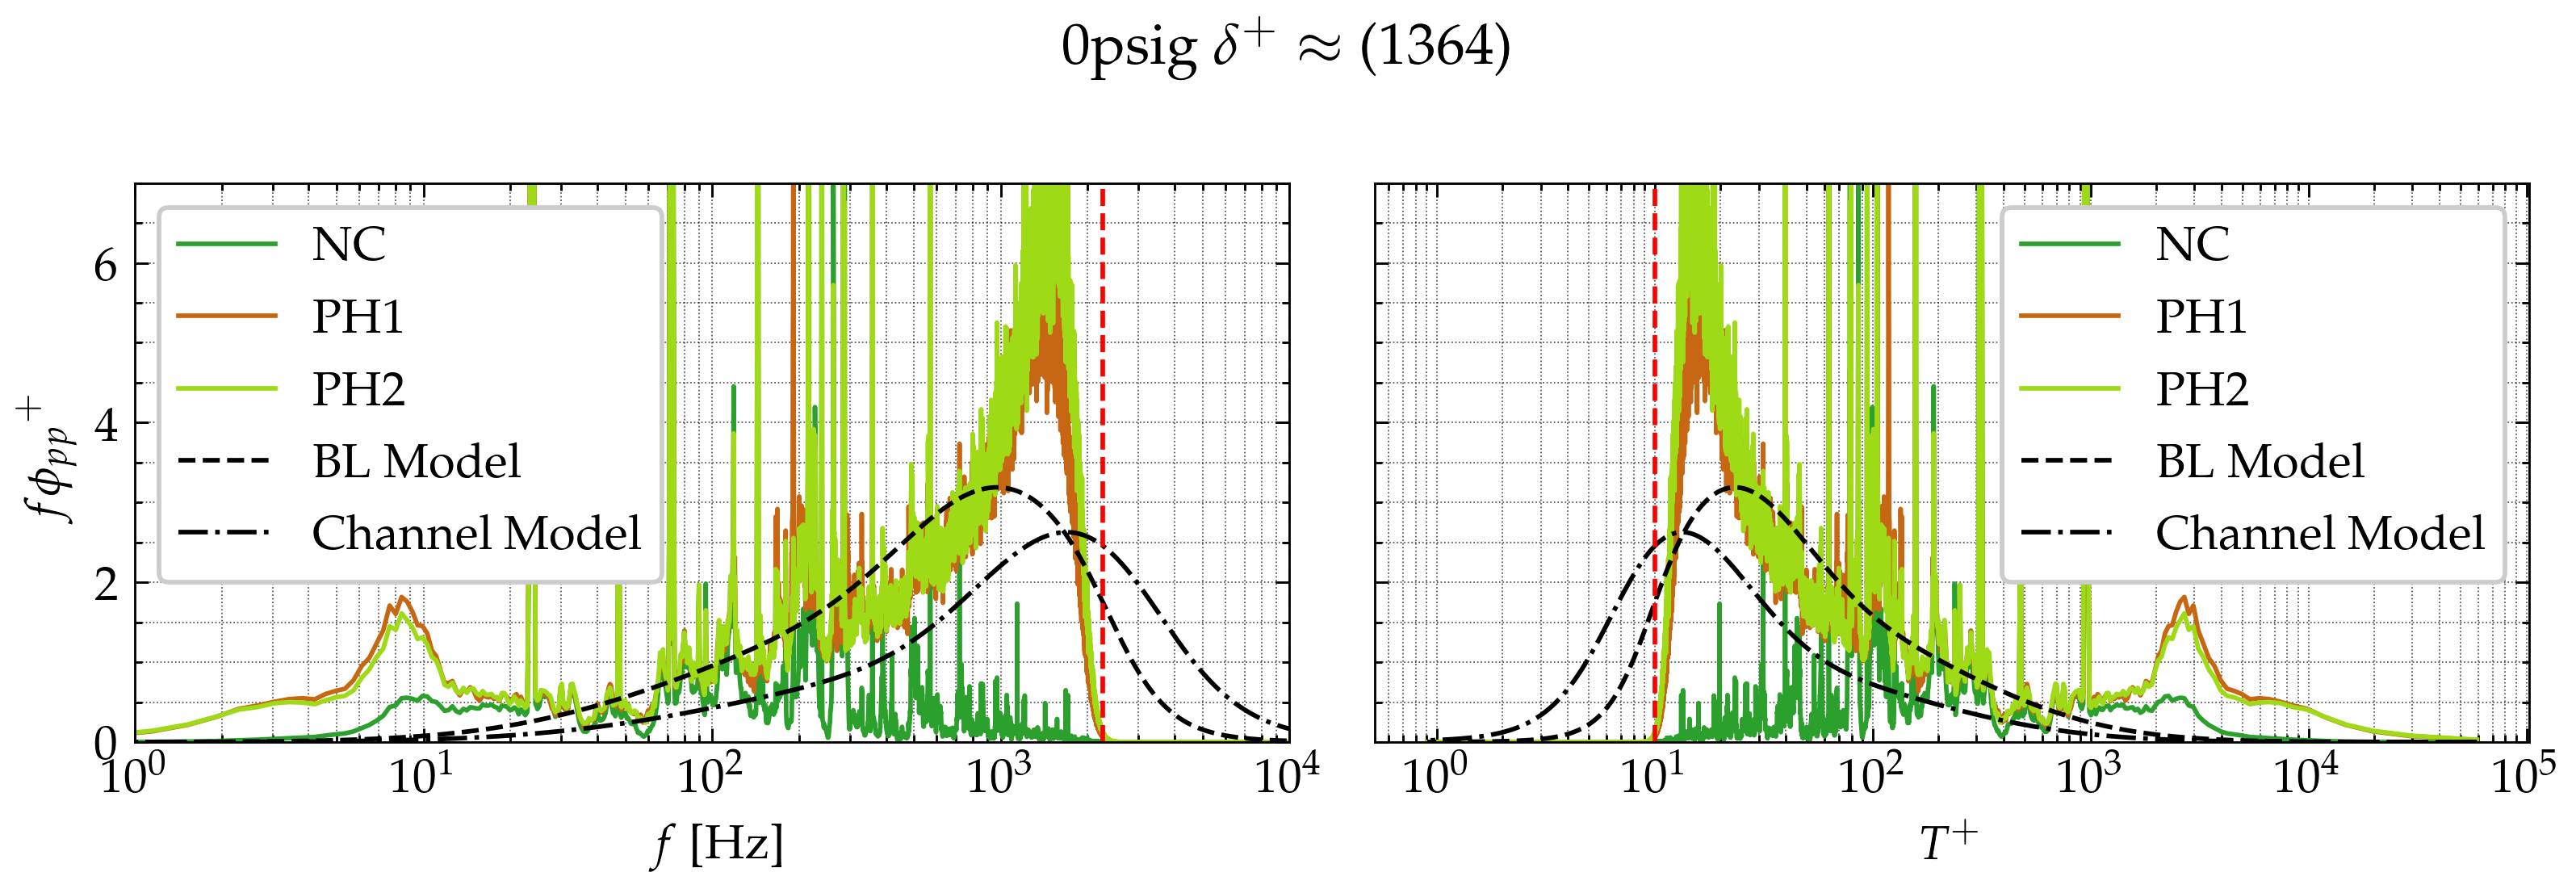 0psig δ⁺ ≈ (1364)
fϕₚₚ⁺
6
4
2
0
NC
PH1
PH2
BL Model
Channel Model
10⁰ 10¹ 10² 10³ 10⁴
f [Hz]
NC
PH1
PH2
BL Model
Channel Model
10⁰ 10¹ 10² 10³ 10⁴ 10⁵
T⁺